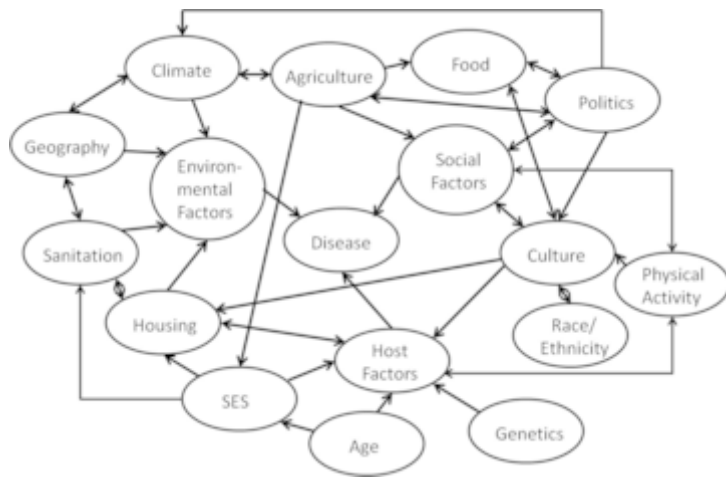 Climate
Agriculture
Food
Politics
Geography
Environ-
mental
Factors
Social
Factors
Sanitation
Disease
Culture
Physical
Activity
Housing
Host
Factors
Race/
Ethnicity
SES
Age
Genetics